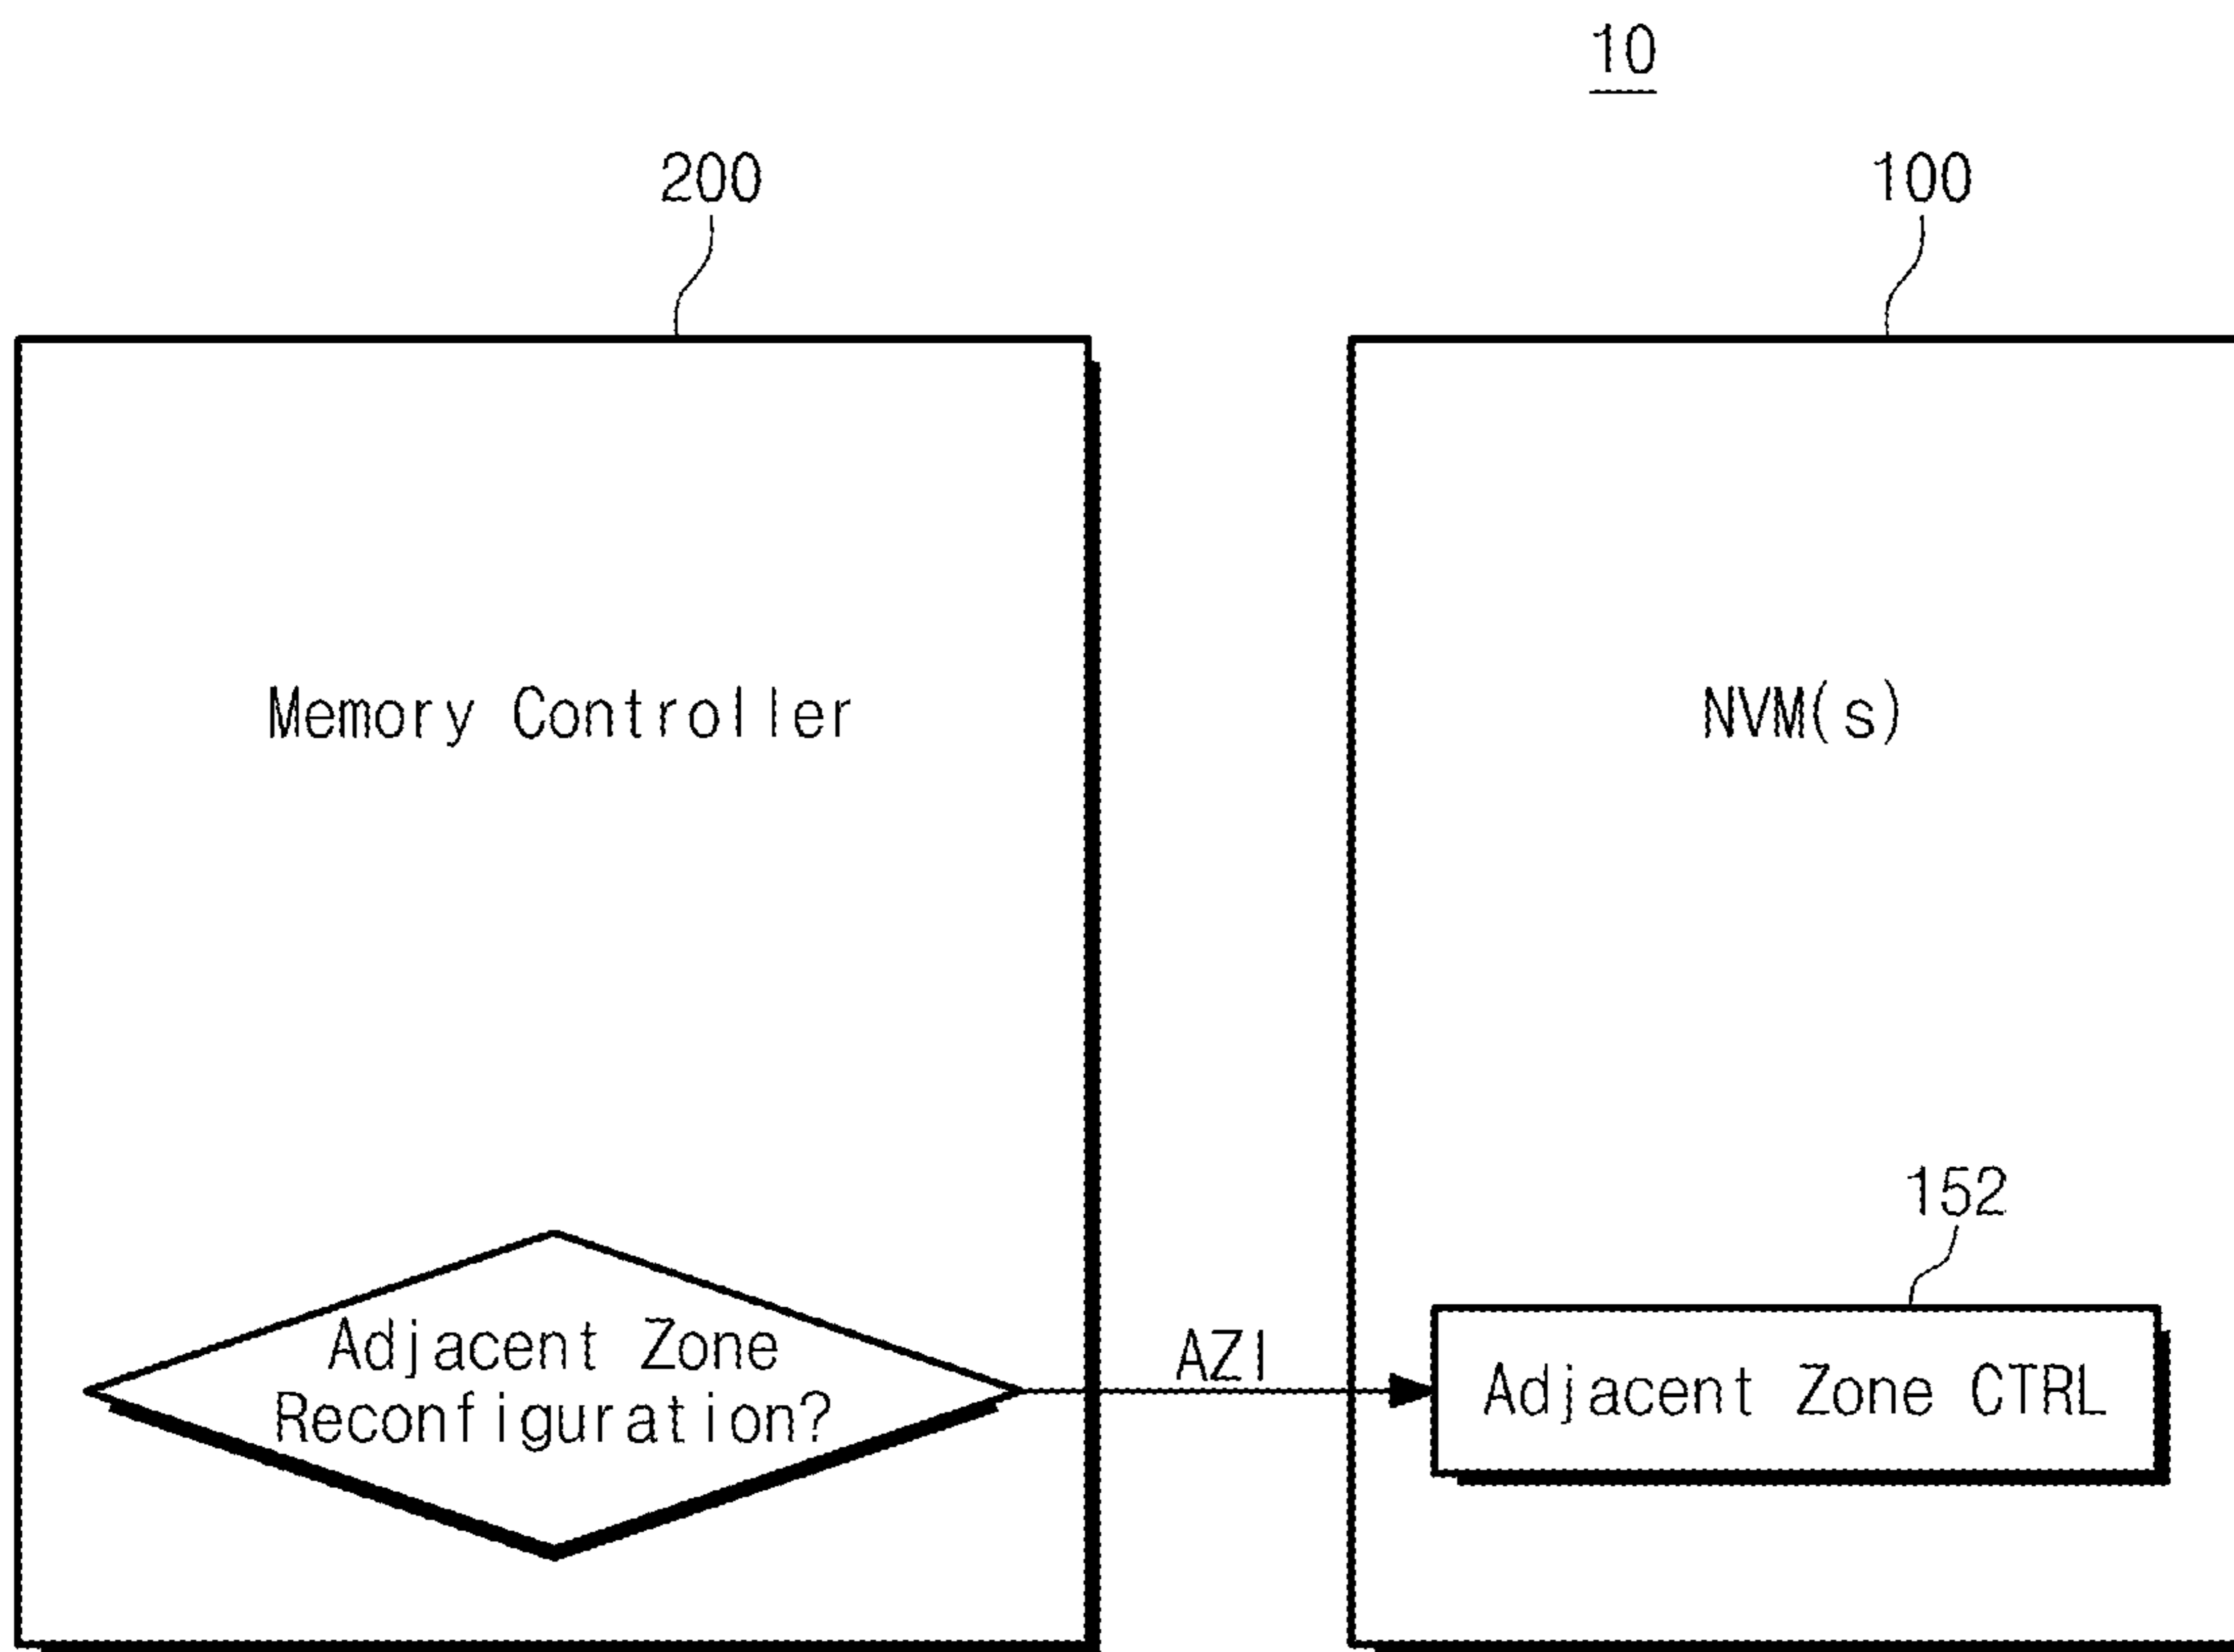 10
200
100
Memory Controller
NVM(s)
152
Adjacent Zone
Reconfiguration?
AZI
Adjacent Zone CTRL